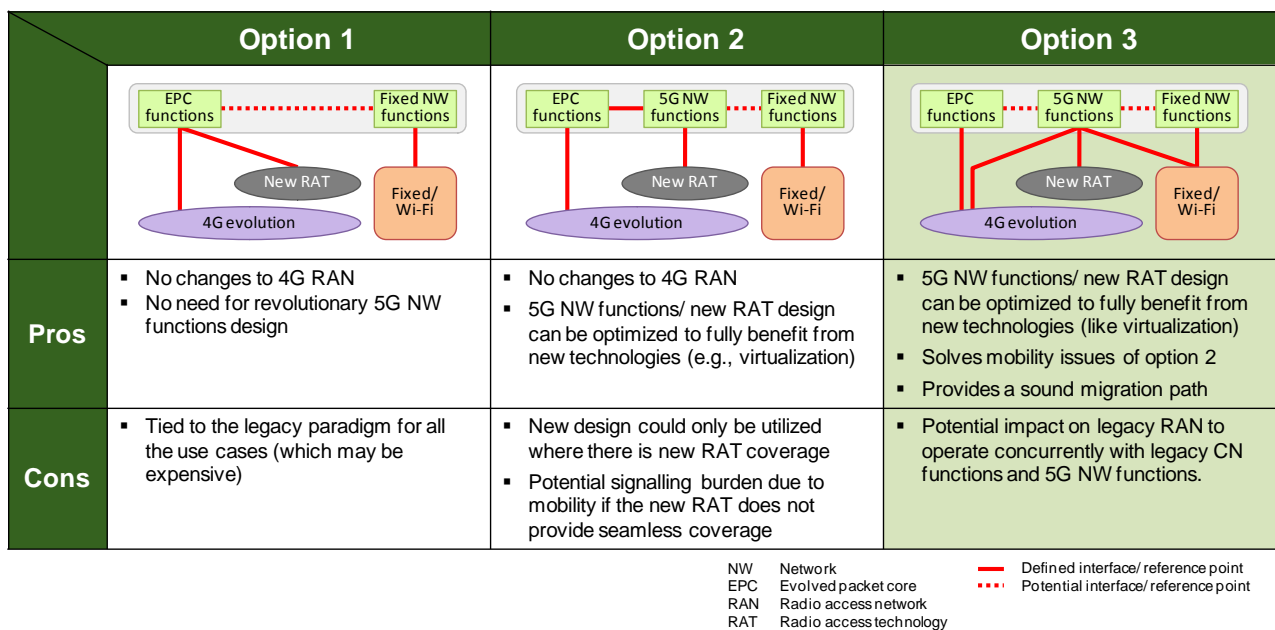 Option 1
Option 2
Option 3
EPC
functions
Fixed NW
functions
New RAT
4G evolution
Fixed/
Wi-Fi
EPC
functions
5G NW
functions
Fixed NW
functions
New RAT
4G evolution
Fixed/
Wi-Fi
EPC
functions
5G NW
functions
Fixed NW
functions
New RAT
4G evolution
Fixed/
Wi-Fi
Pros
▪ No changes to 4G RAN
▪ No need for revolutionary 5G NW
functions design
▪ No changes to 4G RAN
▪ 5G NW functions/ new RAT design
can be optimized to fully benefit from
new technologies (e.g., virtualization)
▪ 5G NW functions/ new RAT design
can be optimized to fully benefit from
new technologies (like virtualization)
▪ Solves mobility issues of option 2
▪ Provides a sound migration path
Cons
▪ Tied to the legacy paradigm for all
the use cases (which may be
expensive)
▪ New design could only be utilized
where there is new RAT coverage
▪ Potential signalling burden due to
mobility if the new RAT does not
provide seamless coverage
▪ Potential impact on legacy RAN to
operate concurrently with legacy CN
functions and 5G NW functions.
NW Network
EPC Evolved packet core
RAN Radio access network
RAT Radio access technology
Defined interface/ reference point
Potential interface/ reference point